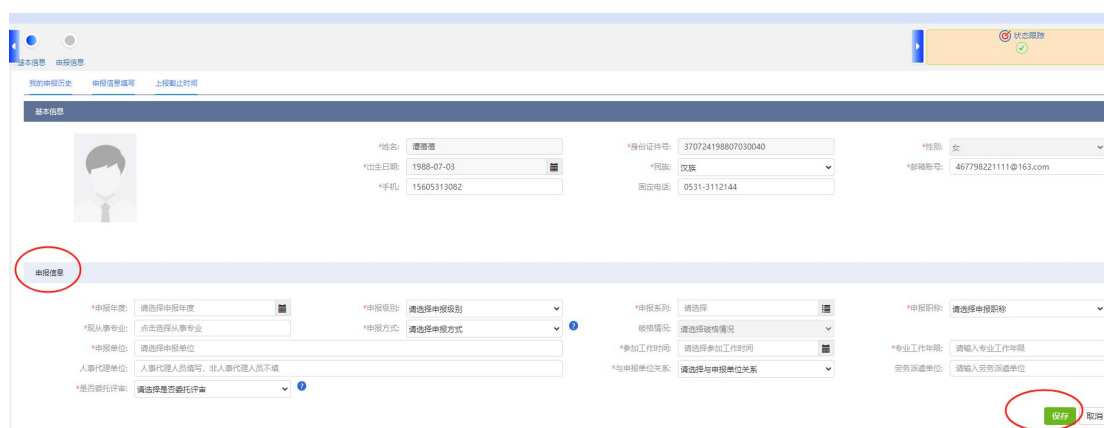 状态跟踪
基本信息 申报信息
我的申报历史 申报信息填写 上报截止时间
基本信息
*姓名: 谭蓓蓓 *身份证件号: 370724198807030040 *性别: 女
*出生日期: 1988-07-03 *民族: 汉族 *邮箱账号: 467798221111@163.com
*手机: 15605313082 固定电话: 0531-3112144
申报信息
*申报年度: 请选择申报年度 *申报级别: 请选择申报级别 *申报系列: 请选择 *申报职称: 请选择申报职称
*现从事专业: 点击选择从事专业 *申报方式: 请选择申报方式 ? 破格情况: 请选择破格情况
*申报单位: 请选择申报单位 *参加工作时间: 请选择参加工作时间 *专业工作年限: 请输入专业工作年限
人事代理单位: 人事代理人员填写，非人事代理人员不填 *与申报单位关系: 请选择与申报单位关系 劳务派遣单位: 请输入劳务派遣单位
*是否委托评审: 请选择是否委托评审 ?
保存 取消